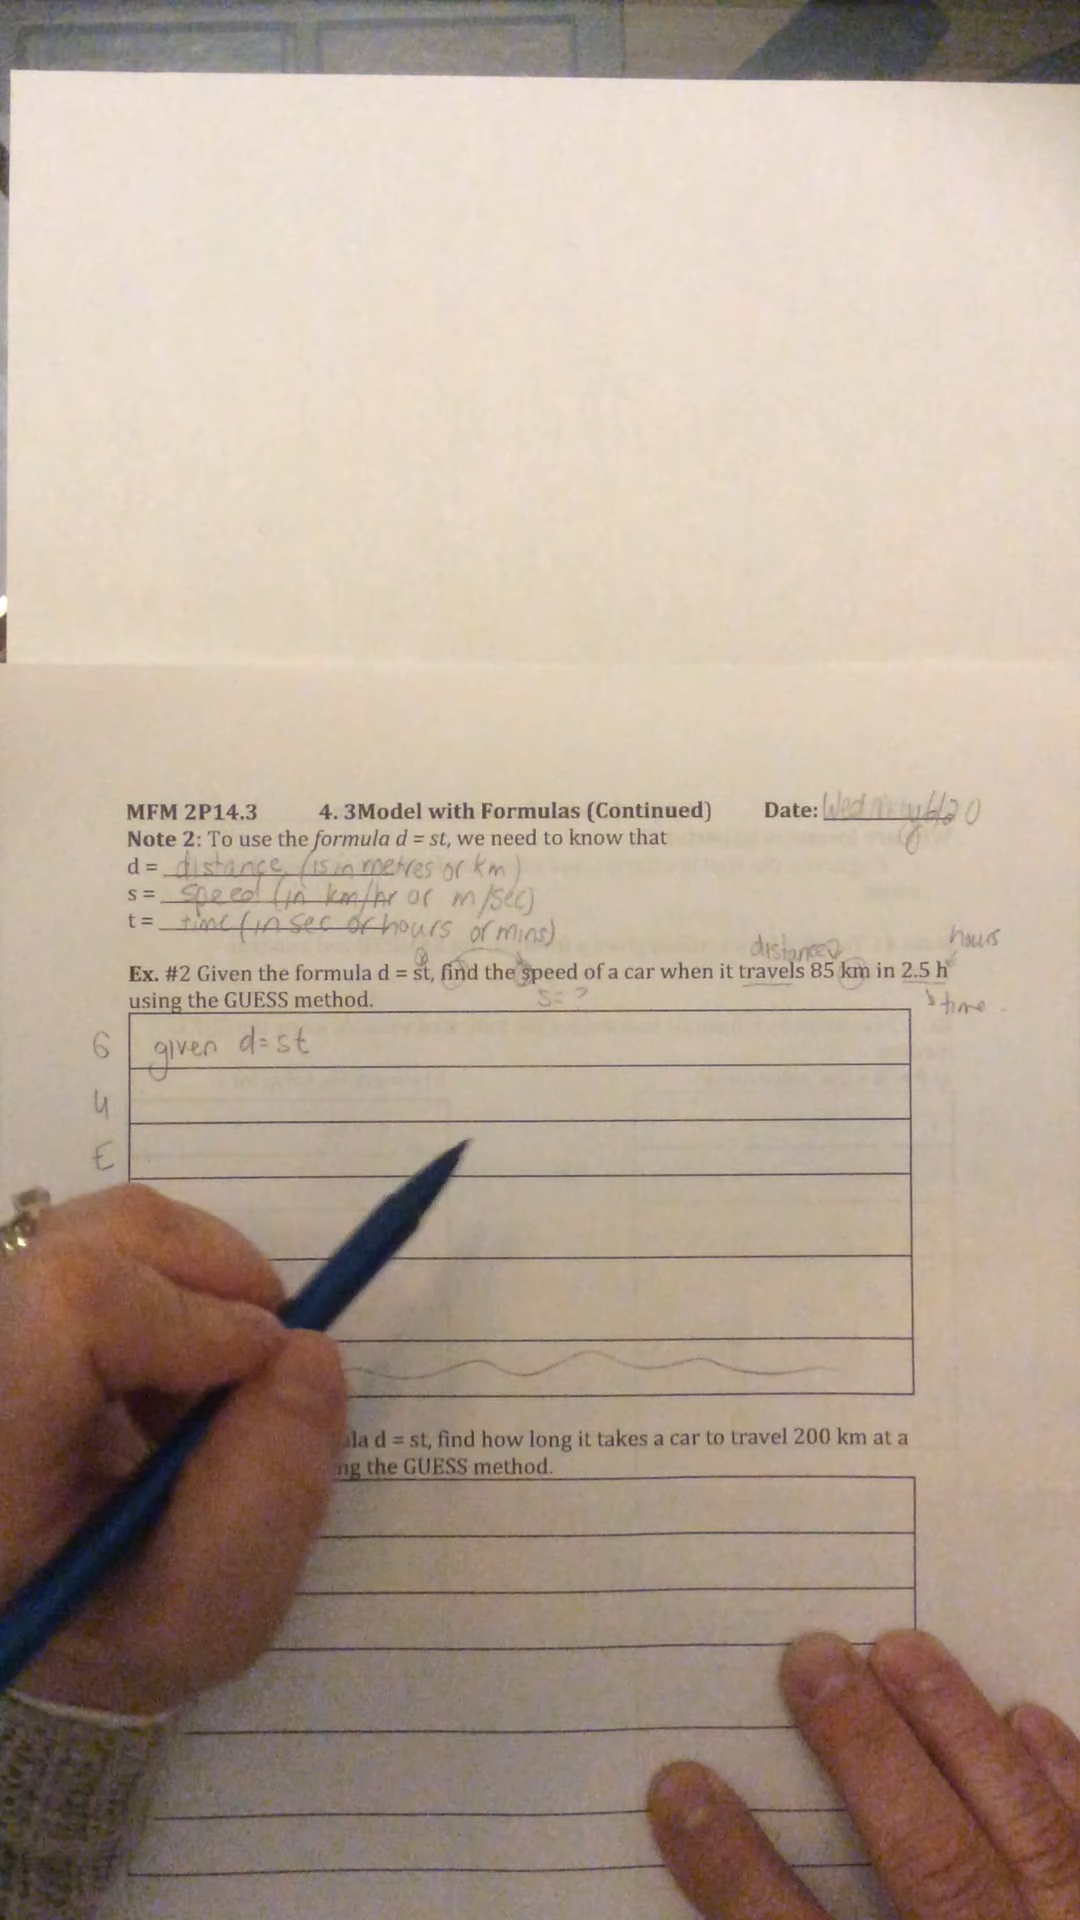 MFM 2P14.3 4. 3Model with Formulas (Continued) Date: Wed
Note 2: To use the formula d = st, we need to know that
d = distance (is in metres or km)
s = speed (in km/hr or m/sec)
t = time (in sec or hours or mins)
distance hours
Ex. #2 Given the formula d = st, find the speed of a car when it travels 85 km in 2.5 h
using the GUESS method. s = ? time
G given d = st
U
E
la d = st, find how long it takes a car to travel 200 km at a
ng the GUESS method.